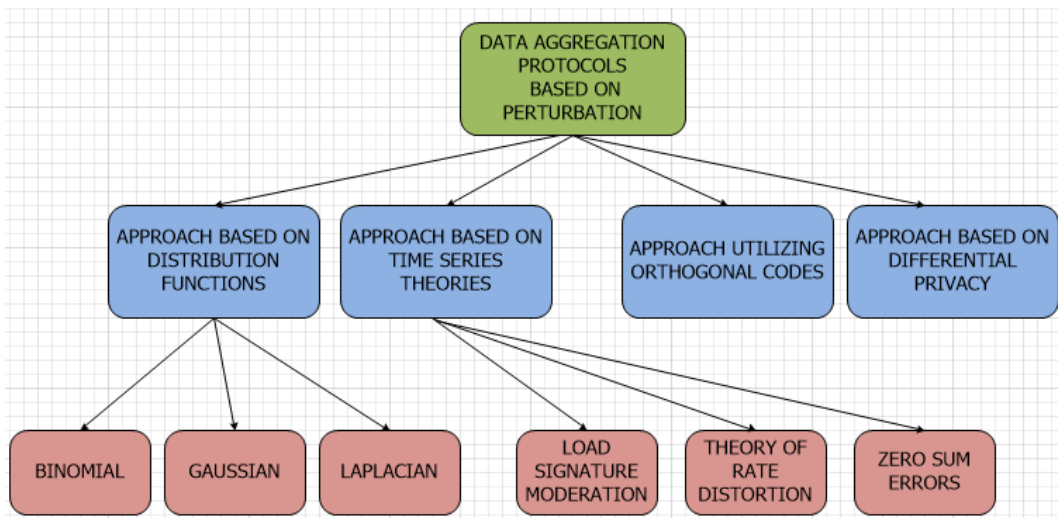 DATA AGGREGATION
PROTOCOLS
BASED ON
PERTURBATION
APPROACH BASED ON
DISTRIBUTION
FUNCTIONS
APPROACH BASED ON
TIME SERIES
THEORIES
APPROACH UTILIZING
ORTHOGONAL CODES
APPROACH BASED ON
DIFFERENTIAL
PRIVACY
BINOMIAL
GAUSSIAN
LAPLACIAN
LOAD
SIGNATURE
MODERATION
THEORY OF
RATE
DISTORTION
ZERO SUM
ERRORS